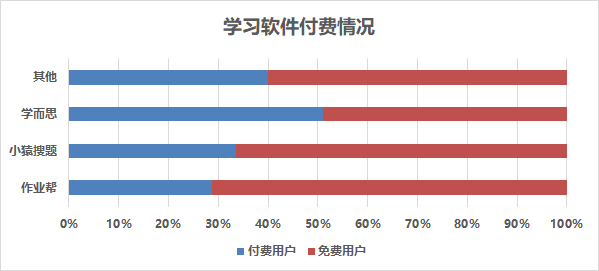 学习软件付费情况
其他
学而思
小猿搜题
作业帮
0% 10% 20% 30% 40% 50% 60% 70% 80% 90% 100%
付费用户 免费用户